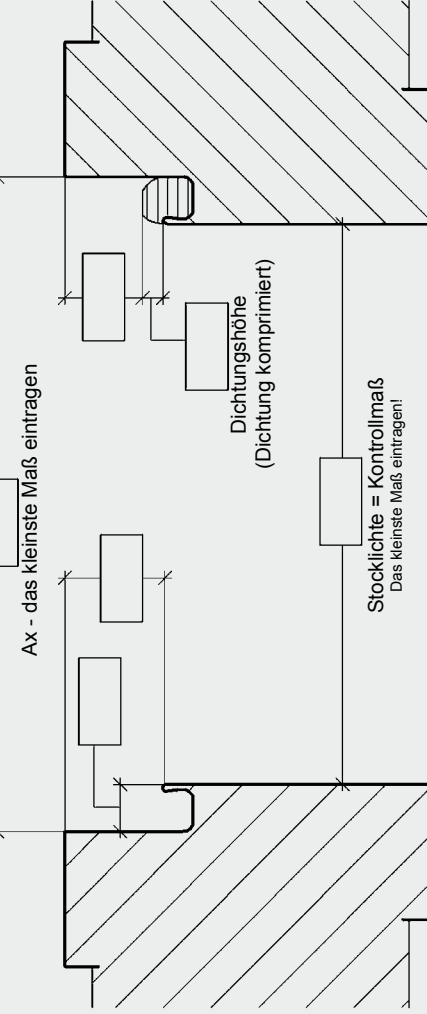 Ax - das kleinste Maß eintragen
Dichtungshöhe
(Dichtung komprimiert)
Stocklichte = Kontrollmaß
Das kleinste Maß eintragen!